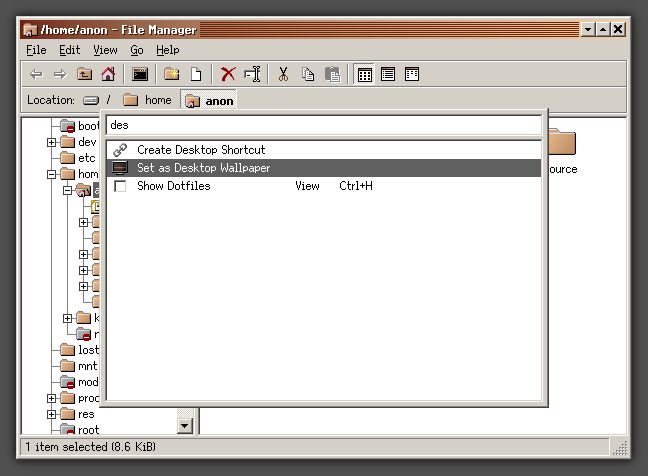 /home/anon - File Manager
File Edit View Go Help
Location: / home anon
des
Create Desktop Shortcut
Set as Desktop Wallpaper
Show Dotfiles View Ctrl+H
boot
dev
etc
hom
lost
mnt
mod
proc
res
root
ource
1 item selected (8.6 KiB)